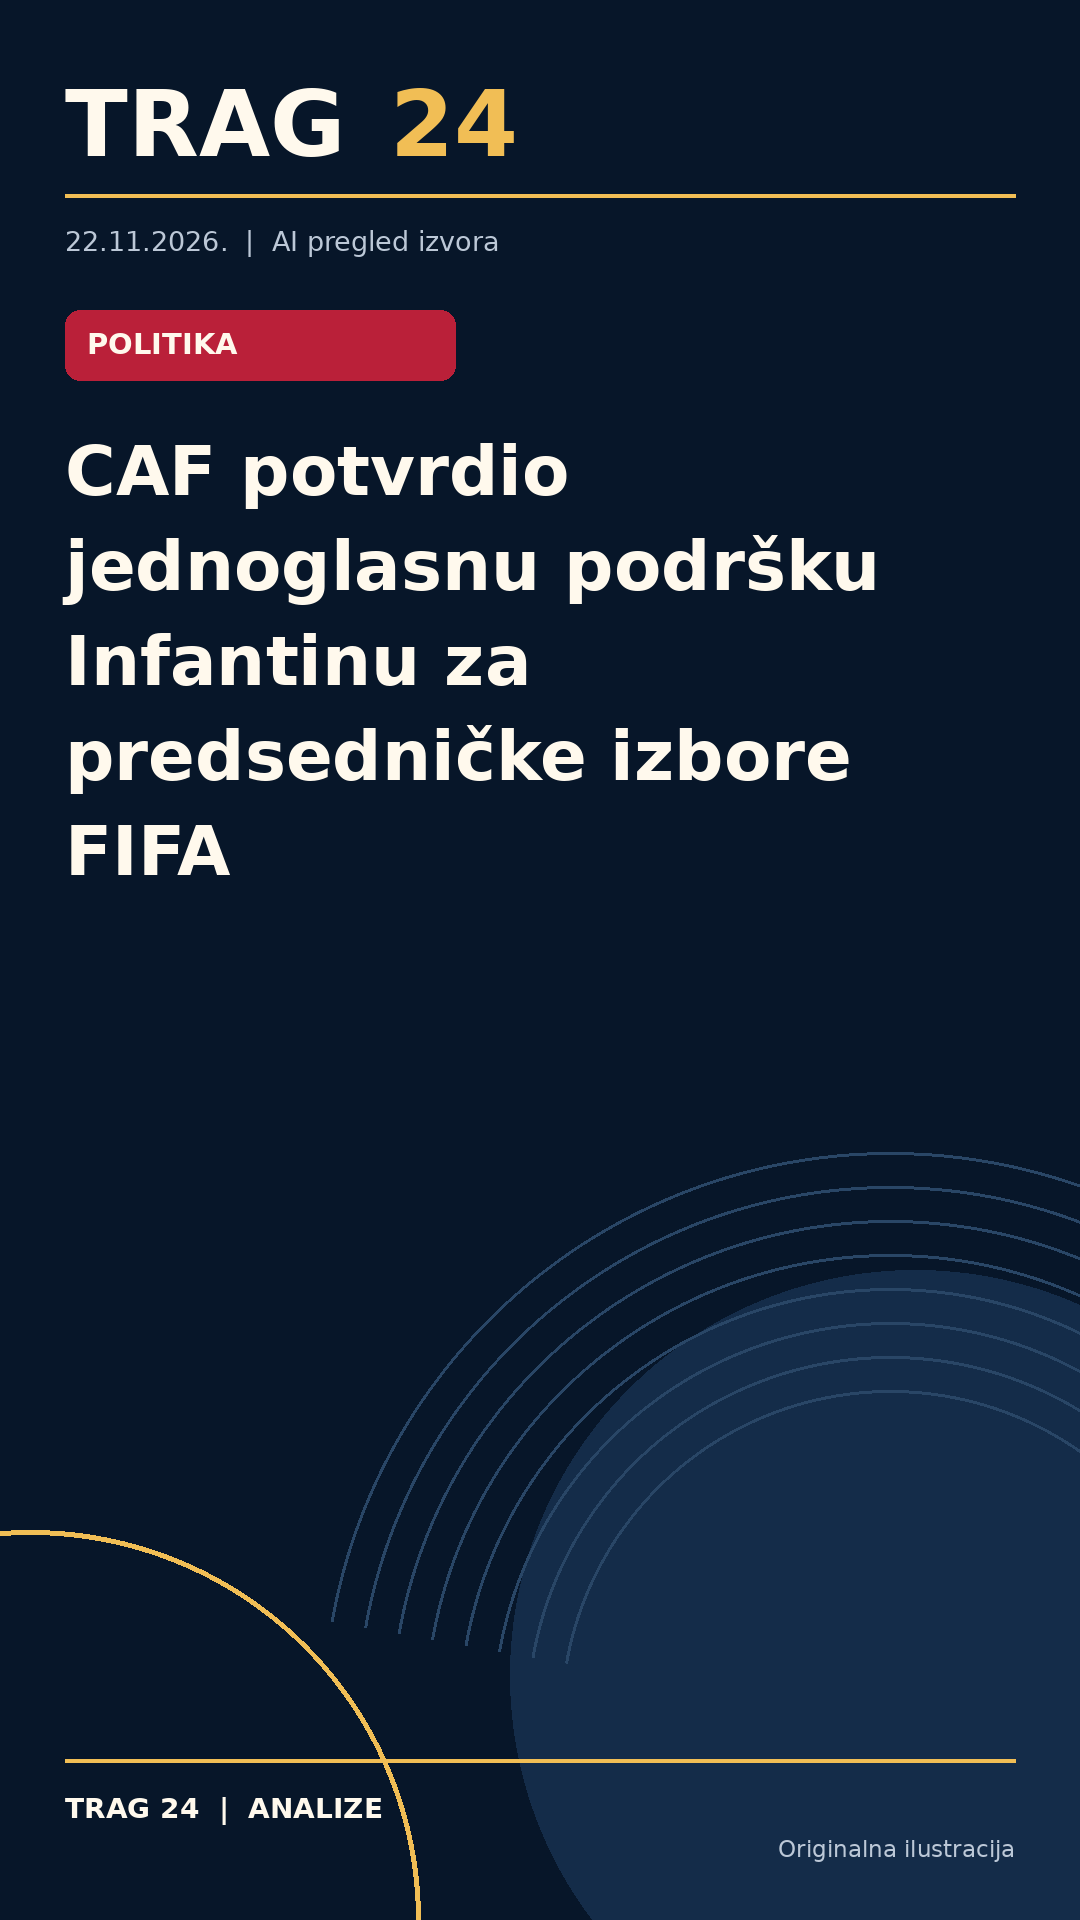 TRAG 24
22.11.2026. | AI pregled izvora
POLITIKA
CAF potvrdio
jednoglasnu podršku
Infantinu za
predsedničke izbore
FIFA
TRAG 24 | ANALIZE
Originalna ilustracija